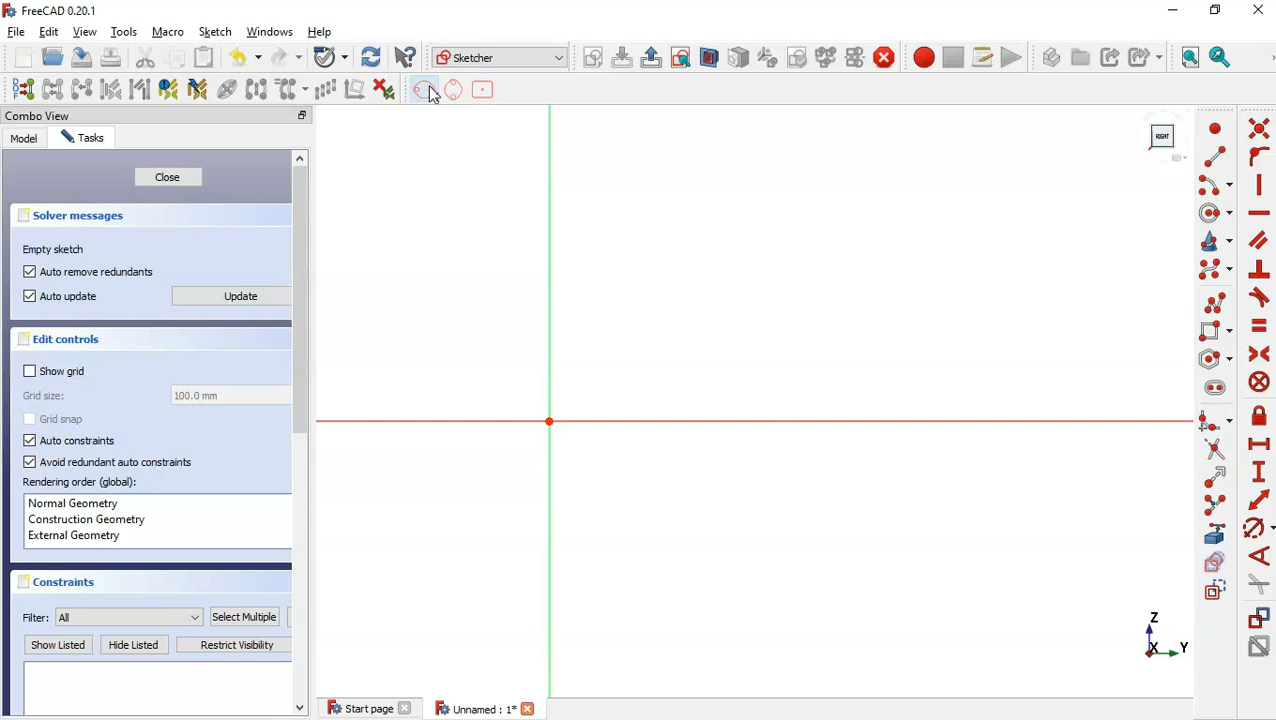 FreeCAD 0.20.1
File Edit View Tools Macro Sketch Windows Help
Sketcher
Combo View
Model Tasks
Close
Solver messages
Empty sketch
Auto remove redundants
Auto update Update
Edit controls
Show grid
Grid size: 100.0 mm
Grid snap
Auto constraints
Avoid redundant auto constraints
Rendering order (global):
Normal Geometry
Construction Geometry
External Geometry
Constraints
Filter: All Select Multiple
Show Listed Hide Listed Restrict Visibility
RIGHT
Z
X Y
Start page Unnamed : 1*